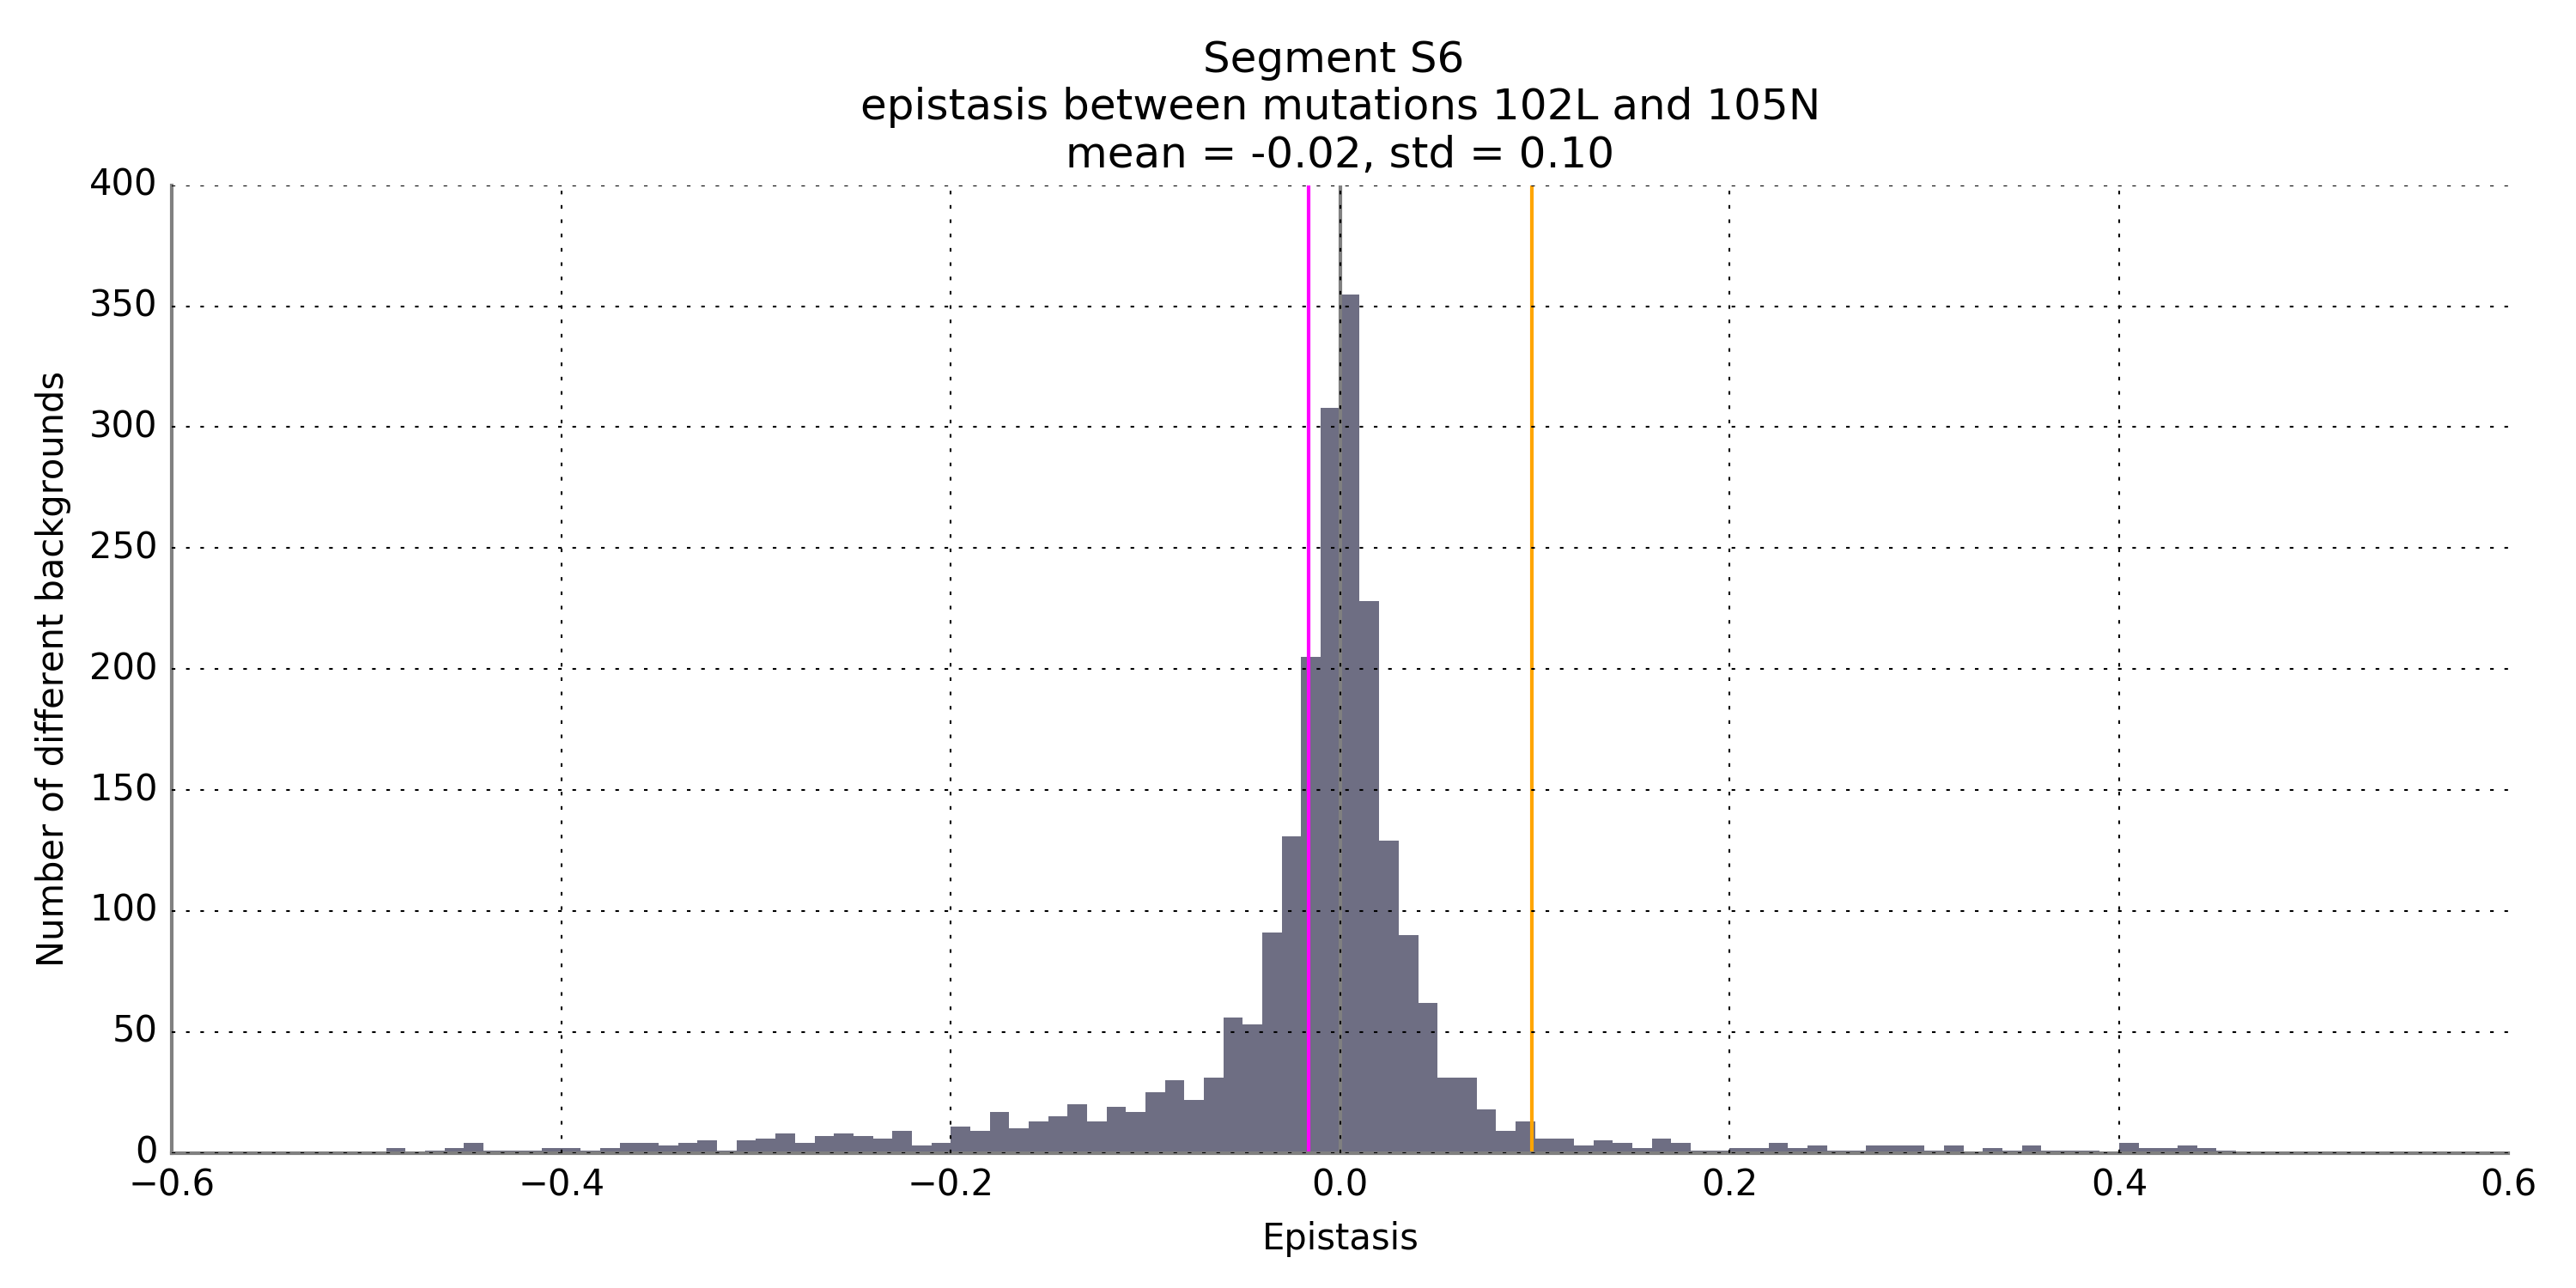 Segment S6
epistasis between mutations 102L and 105N
mean = -0.02, std = 0.10
400
350
300
250
200
150
100
50
0
Number of different backgrounds
−0.6 −0.4 −0.2 0.0 0.2 0.4 0.6
Epistasis